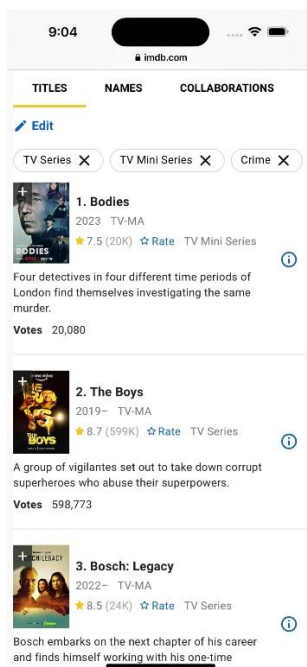 9:04
imdb.com
TITLES NAMES COLLABORATIONS
Edit
TV Series X TV Mini Series X Crime X
1. Bodies
2023 TV-MA
7.5 (20K) Rate TV Mini Series
BODIES
Four detectives in four different time periods of
London find themselves investigating the same
murder.
Votes 20,080
2. The Boys
2019– TV-MA
8.7 (599K) Rate TV Series
THE BOYS
A group of vigilantes set out to take down corrupt
superheroes who abuse their superpowers.
Votes 598,773
3. Bosch: Legacy
2022– TV-MA
8.5 (24K) Rate TV Series
Bosch embarks on the next chapter of his career
and finds himself working with his one-time